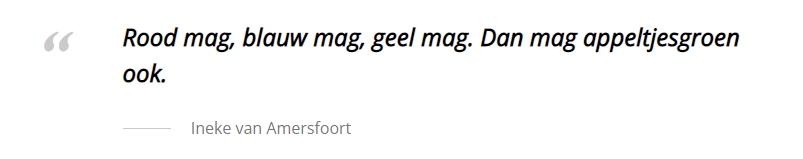 “
Rood mag, blauw mag, geel mag. Dan mag appeltjesgroen
ook.
Ineke van Amersfoort